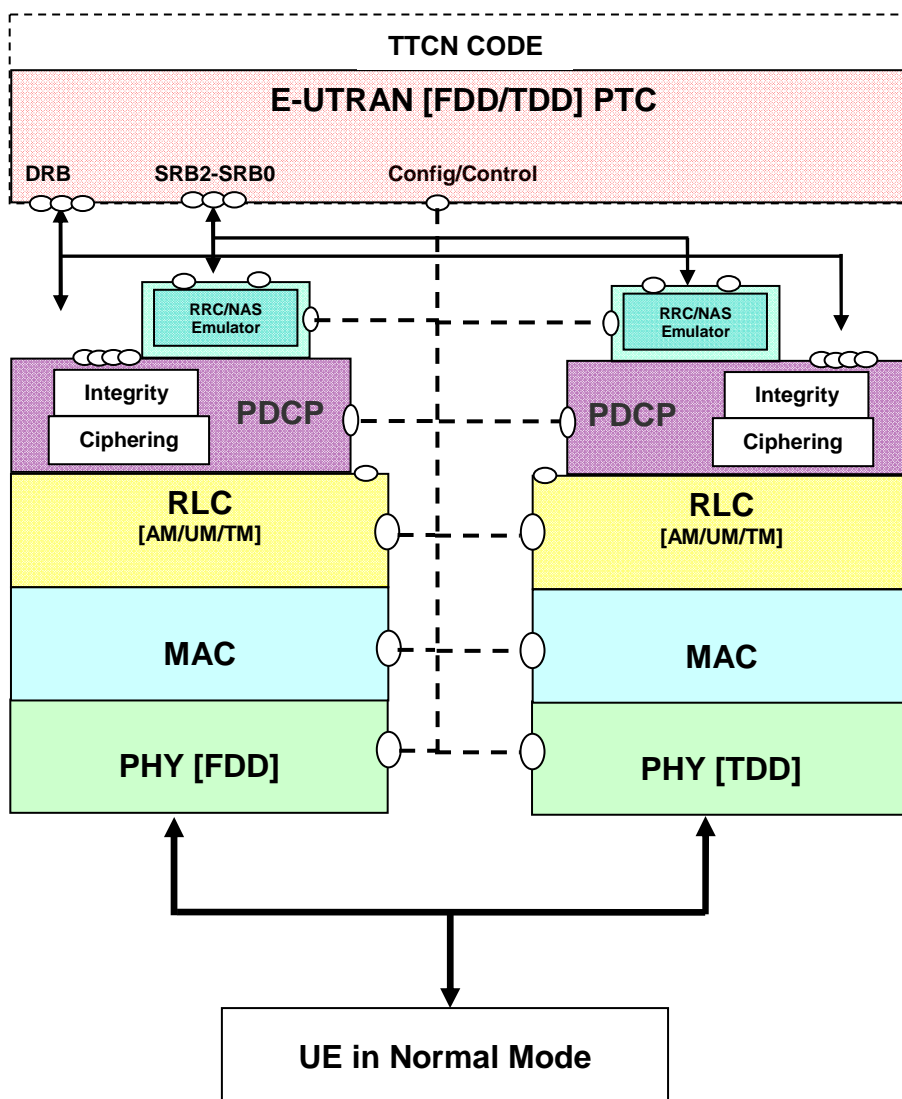 TTCN CODE
E-UTRAN [FDD/TDD] PTC
DRB
SRB2-SRB0
Config/Control
RRC/NAS
Emulator
RRC/NAS
Emulator
Integrity
Ciphering
PDCP
PDCP
Integrity
Ciphering
RLC
[AM/UM/TM]
RLC
[AM/UM/TM]
MAC
MAC
PHY [FDD]
PHY [TDD]
UE in Normal Mode